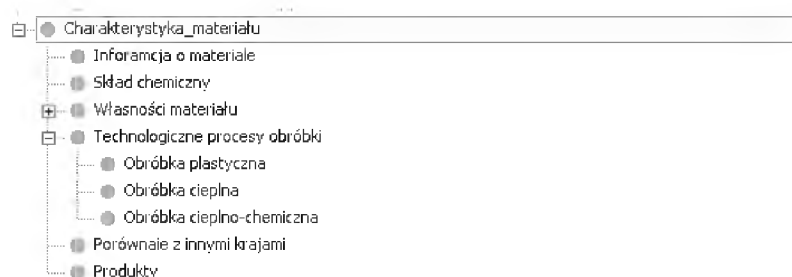 Charakterystyka_materiału
Inforamcja o materiale
Skład chemiczny
Własności materiału
Technologiczne procesy obróbki
Obróbka plastyczna
Obróbka cieplna
Obróbka cieplno-chemiczna
Porównaie z innymi krajami
Produkty